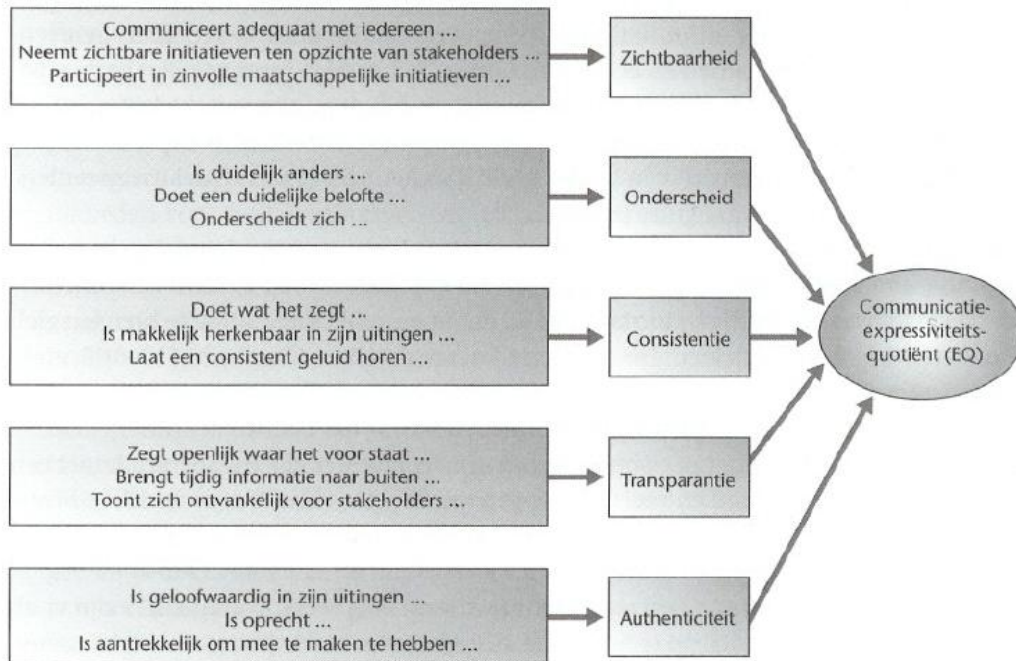 Communiceert adequaat met iedereen ...
Neemt zichtbare initiatieven ten opzichte van stakeholders ...
Participeert in zinvolle maatschappelijke initiatieven ...
Zichtbaarheid
Is duidelijk anders ...
Doet een duidelijke belofte ...
Onderscheidt zich ...
Onderscheid
Doet wat het zegt ...
Is makkelijk herkenbaar in zijn uitingen ...
Laat een consistent geluid horen ...
Consistentie
Communicatie-
expressiviteits-
quotiënt (EQ)
Zegt openlijk waar het voor staat ...
Brengt tijdig informatie naar buiten ...
Toont zich ontvankelijk voor stakeholders ...
Transparantie
Is geloofwaardig in zijn uitingen ...
Is oprecht ...
Is aantrekkelijk om mee te maken te hebben ...
Authenticiteit